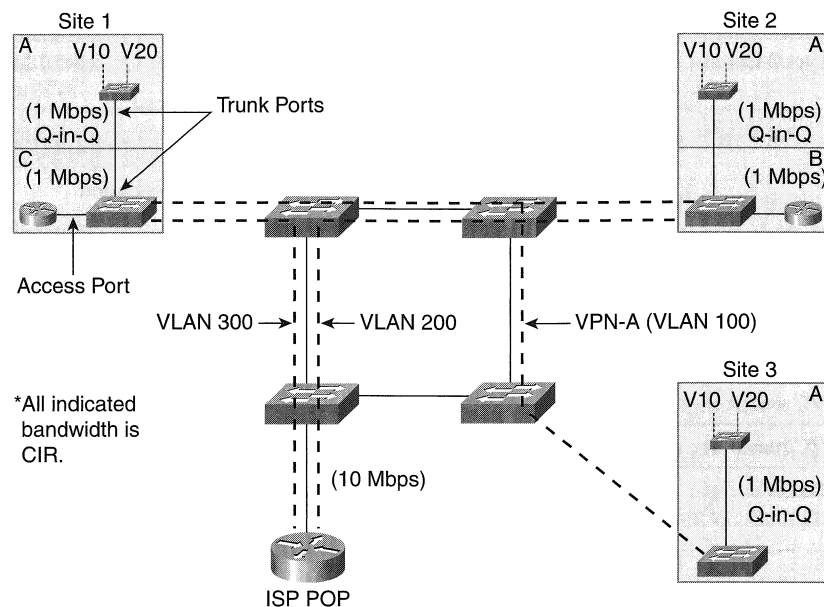 Site 1
A
V10 V20
(1 Mbps)
Q-in-Q
Trunk Ports
C
(1 Mbps)
Access Port
Site 2
A
V10 V20
(1 Mbps)
Q-in-Q
B
(1 Mbps)
VLAN 300
VLAN 200
VPN-A (VLAN 100)
*All indicated
bandwidth is
CIR.
(10 Mbps)
ISP POP
Site 3
A
V10 V20
(1 Mbps)
Q-in-Q